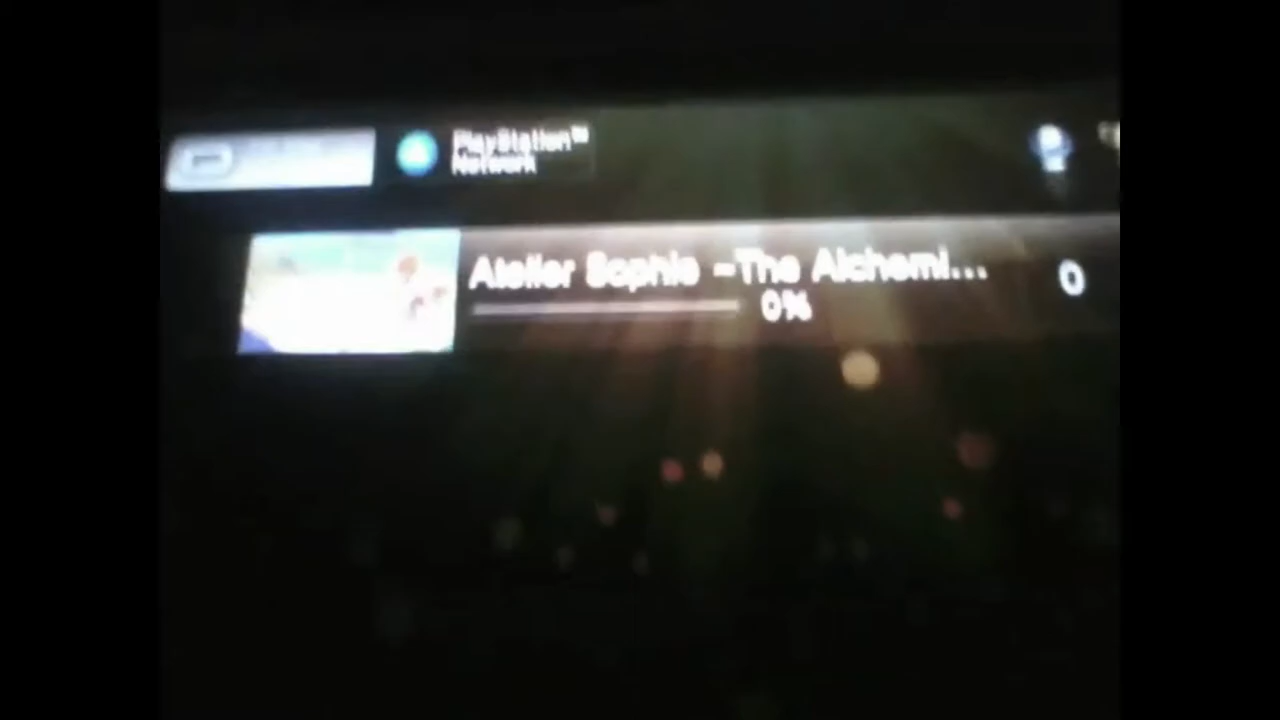 PlayStation™
Network
Atelier Sophie ~The Alchemi...
0%
0